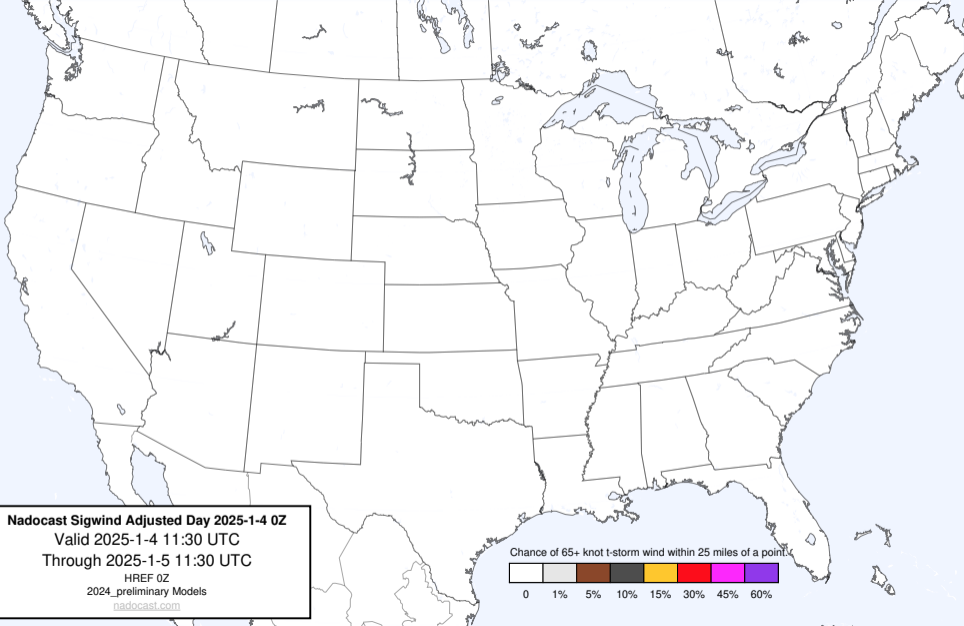 Nadocast Sigwind Adjusted Day 2025-1-4 0Z
Valid 2025-1-4 11:30 UTC
Through 2025-1-5 11:30 UTC
HREF 0Z
2024_preliminary Models
nadocast.com
Chance of 65+ knot t-storm wind within 25 miles of a point.
0 1% 5% 10% 15% 30% 45% 60%